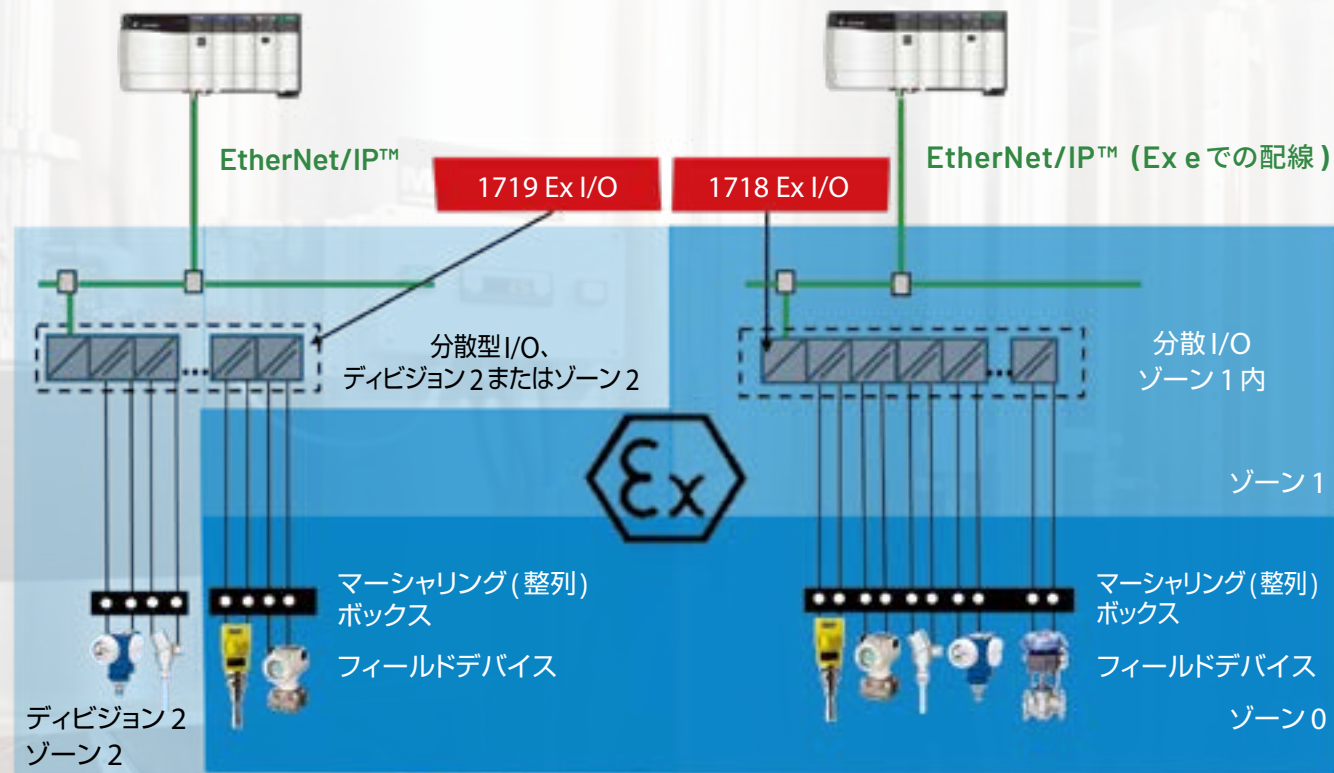 EtherNet/IP™
EtherNet/IP™ (Ex e での配線)
1719 Ex I/O
1718 Ex I/O
分散型I/O、
ディビジョン2またはゾーン2
分散I/O
ゾーン1内
Ex
ゾーン1
マーシャリング(整列)
ボックス
フィールドデバイス
マーシャリング(整列)
ボックス
フィールドデバイス
ディビジョン2
ゾーン2
ゾーン0